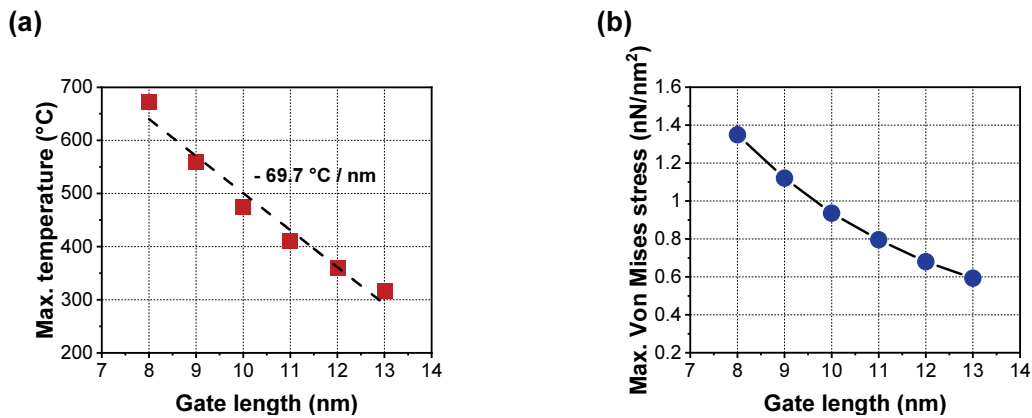 (a)
Max. temperature (°C)
700
600
500
400
300
200
- 69.7 °C / nm
7 8 9 10 11 12 13 14
Gate length (nm)
(b)
Max. Von Mises stress (nN/nm²)
1.6
1.4
1.2
1
0.8
0.6
0.4
0.2
7 8 9 10 11 12 13 14
Gate length (nm)